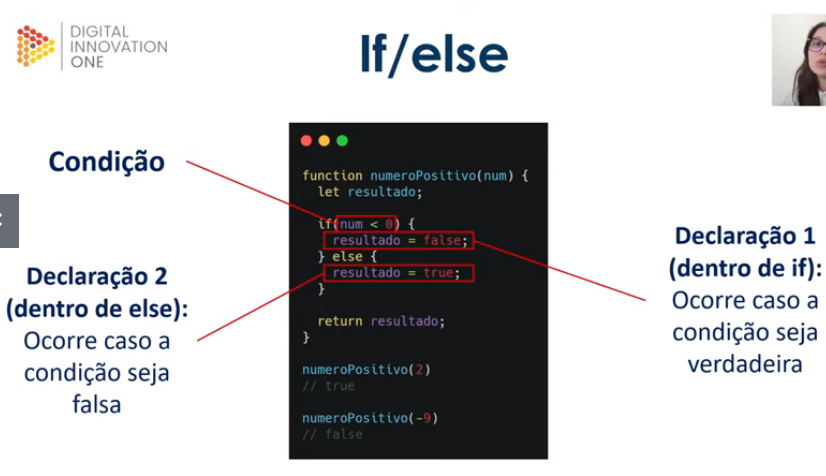 DIGITAL
INNOVATION
ONE
If/else
Condição
function numeroPositivo(num) {
let resultado;
if(num < 0) {
resultado = false;
} else {
resultado = true;
}
return resultado;
}
numeroPositivo(2)
// true
numeroPositivo(-9)
// false
Declaração 2
(dentro de else):
Ocorre caso a
condição seja
falsa
Declaração 1
(dentro de if):
Ocorre caso a
condição seja
verdadeira